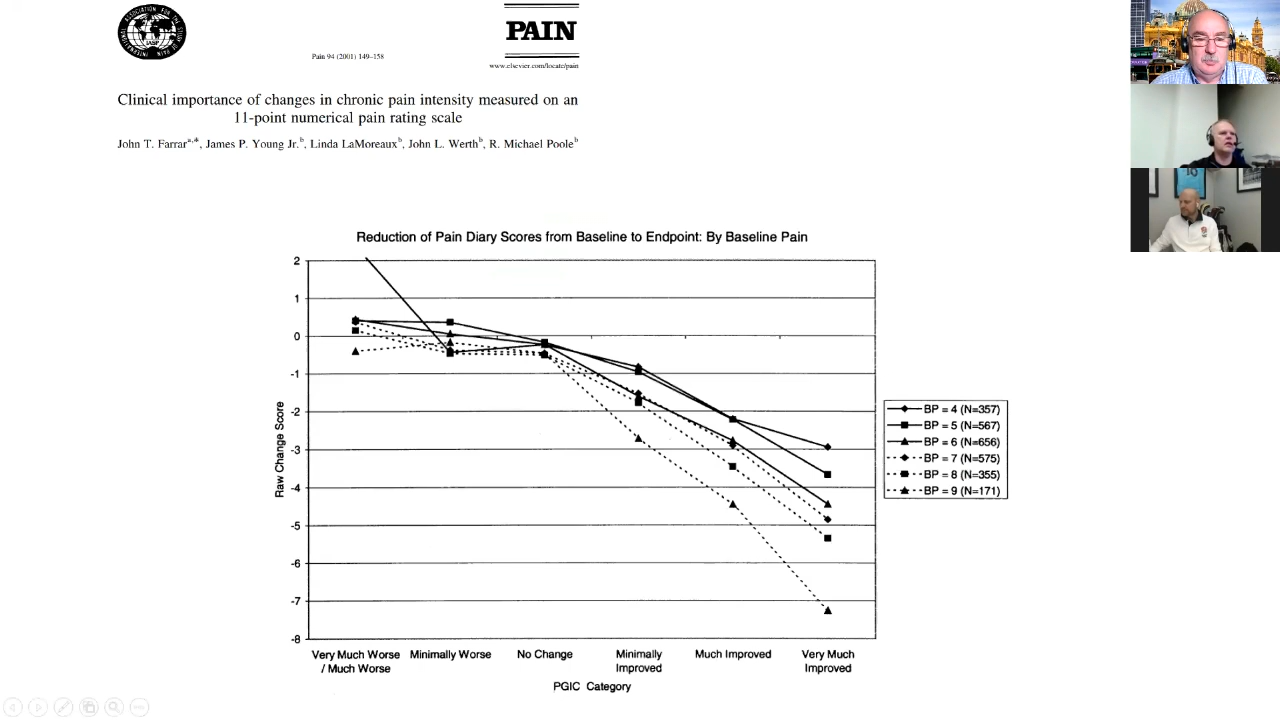 IASP
PAIN
Pain 94 (2001) 149–158
www.elsevier.com/locate/pain
Clinical importance of changes in chronic pain intensity measured on an
11-point numerical pain rating scale
John T. Farrarᵃ,*, James P. Young Jr.ᵇ, Linda LaMoreauxᵇ, John L. Werthᵇ, R. Michael Pooleᵇ
Reduction of Pain Diary Scores from Baseline to Endpoint: By Baseline Pain
2
1
0
-1
-2
-3
-4
-5
-6
-7
-8
Raw Change Score
BP = 4 (N=357)
BP = 5 (N=567)
BP = 6 (N=656)
BP = 7 (N=575)
BP = 8 (N=355)
BP = 9 (N=171)
Very Much Worse
/ Much Worse
Minimally Worse
No Change
Minimally
Improved
Much Improved
Very Much
Improved
PGIC Category